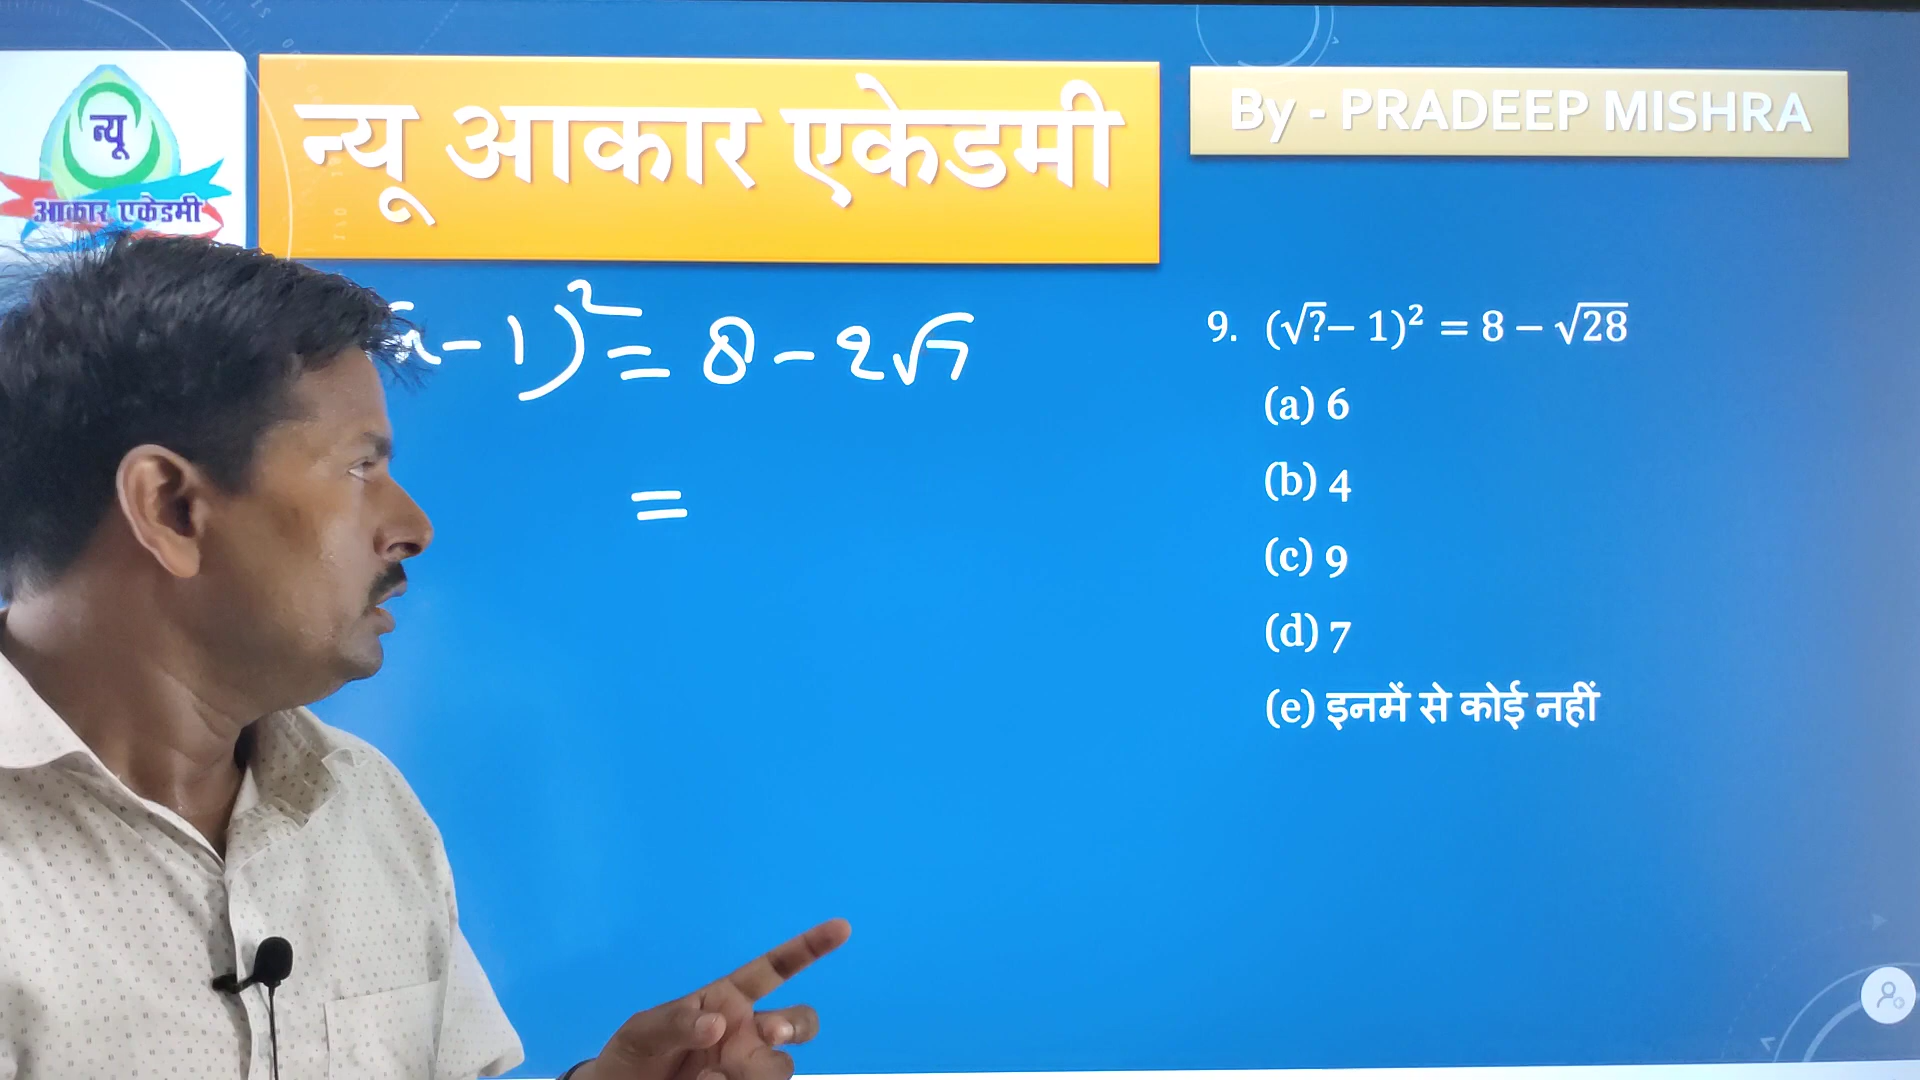 न्यू
आकार एकेडमी
न्यू आकार एकेडमी
By - PRADEEP MISHRA
- 1)² = 8 - 2√7
=
9. (√?– 1)² = 8 – √28
(a) 6
(b) 4
(c) 9
(d) 7
(e) इनमें से कोई नहीं